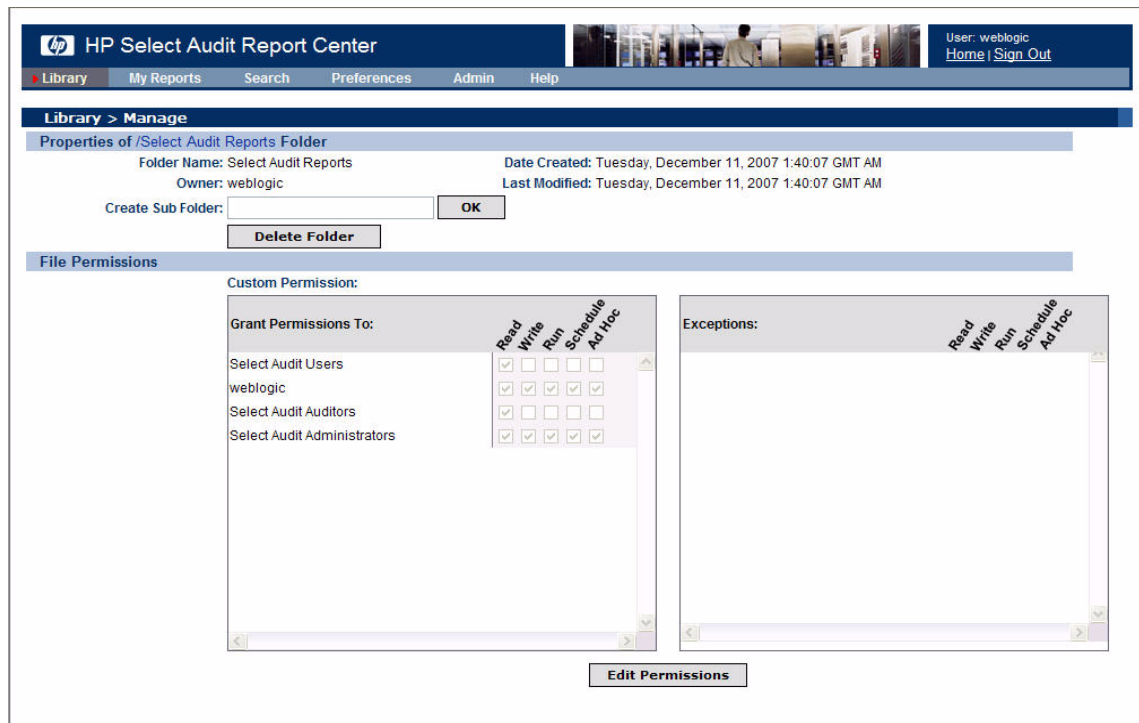 hp HP Select Audit Report Center
User: weblogic
Home | Sign Out
Library My Reports Search Preferences Admin Help
Library > Manage
Properties of /Select Audit Reports Folder
Folder Name: Select Audit Reports Date Created: Tuesday, December 11, 2007 1:40:07 GMT AM
Owner: weblogic Last Modified: Tuesday, December 11, 2007 1:40:07 GMT AM
Create Sub Folder: OK
Delete Folder
File Permissions
Custom Permission:
Grant Permissions To: Read Write Run Schedule Ad Hoc Exceptions: Read Write Run Schedule Ad Hoc
Select Audit Users
weblogic
Select Audit Auditors
Select Audit Administrators
Edit Permissions